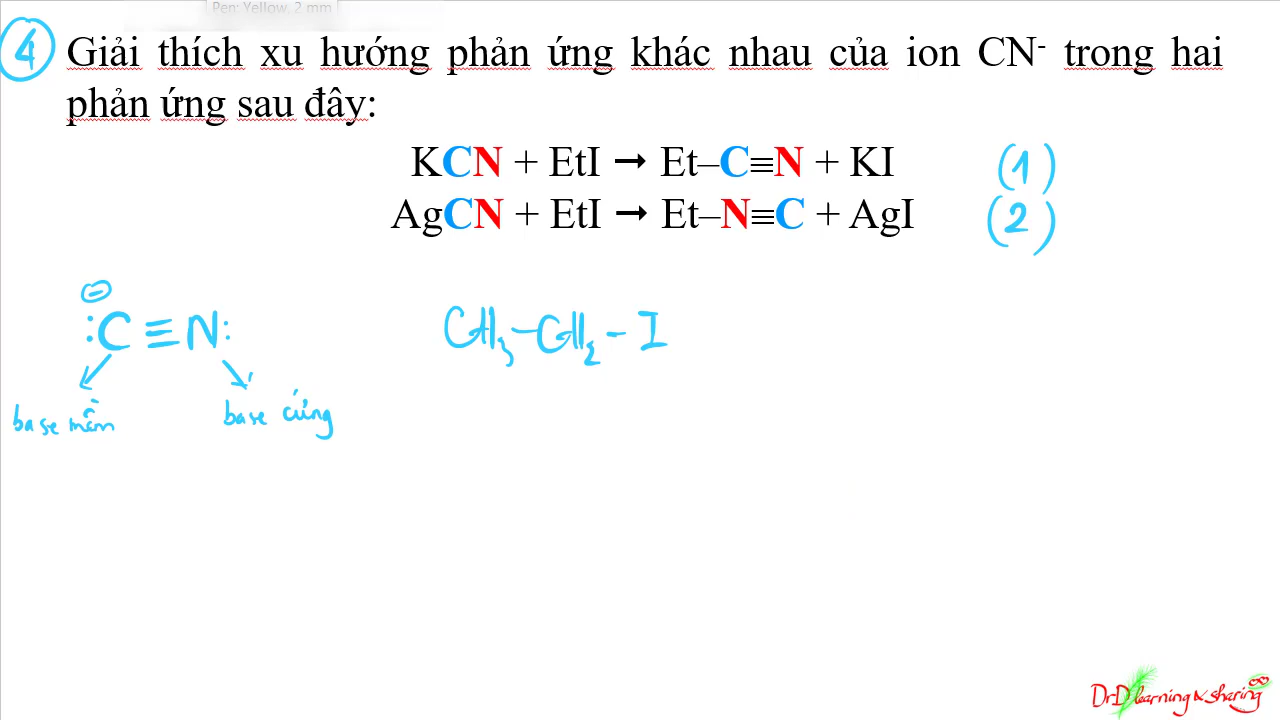 Pen: Yellow, 2 mm
4 Giải thích xu hướng phản ứng khác nhau của ion CN⁻ trong hai
phản ứng sau đây:
KCN + EtI → Et–C≡N + KI (1)
AgCN + EtI → Et–N≡C + AgI (2)
⊖
:C≡N: CH₃–CH₂–I
base mềm base cứng
DrD learning & sharing